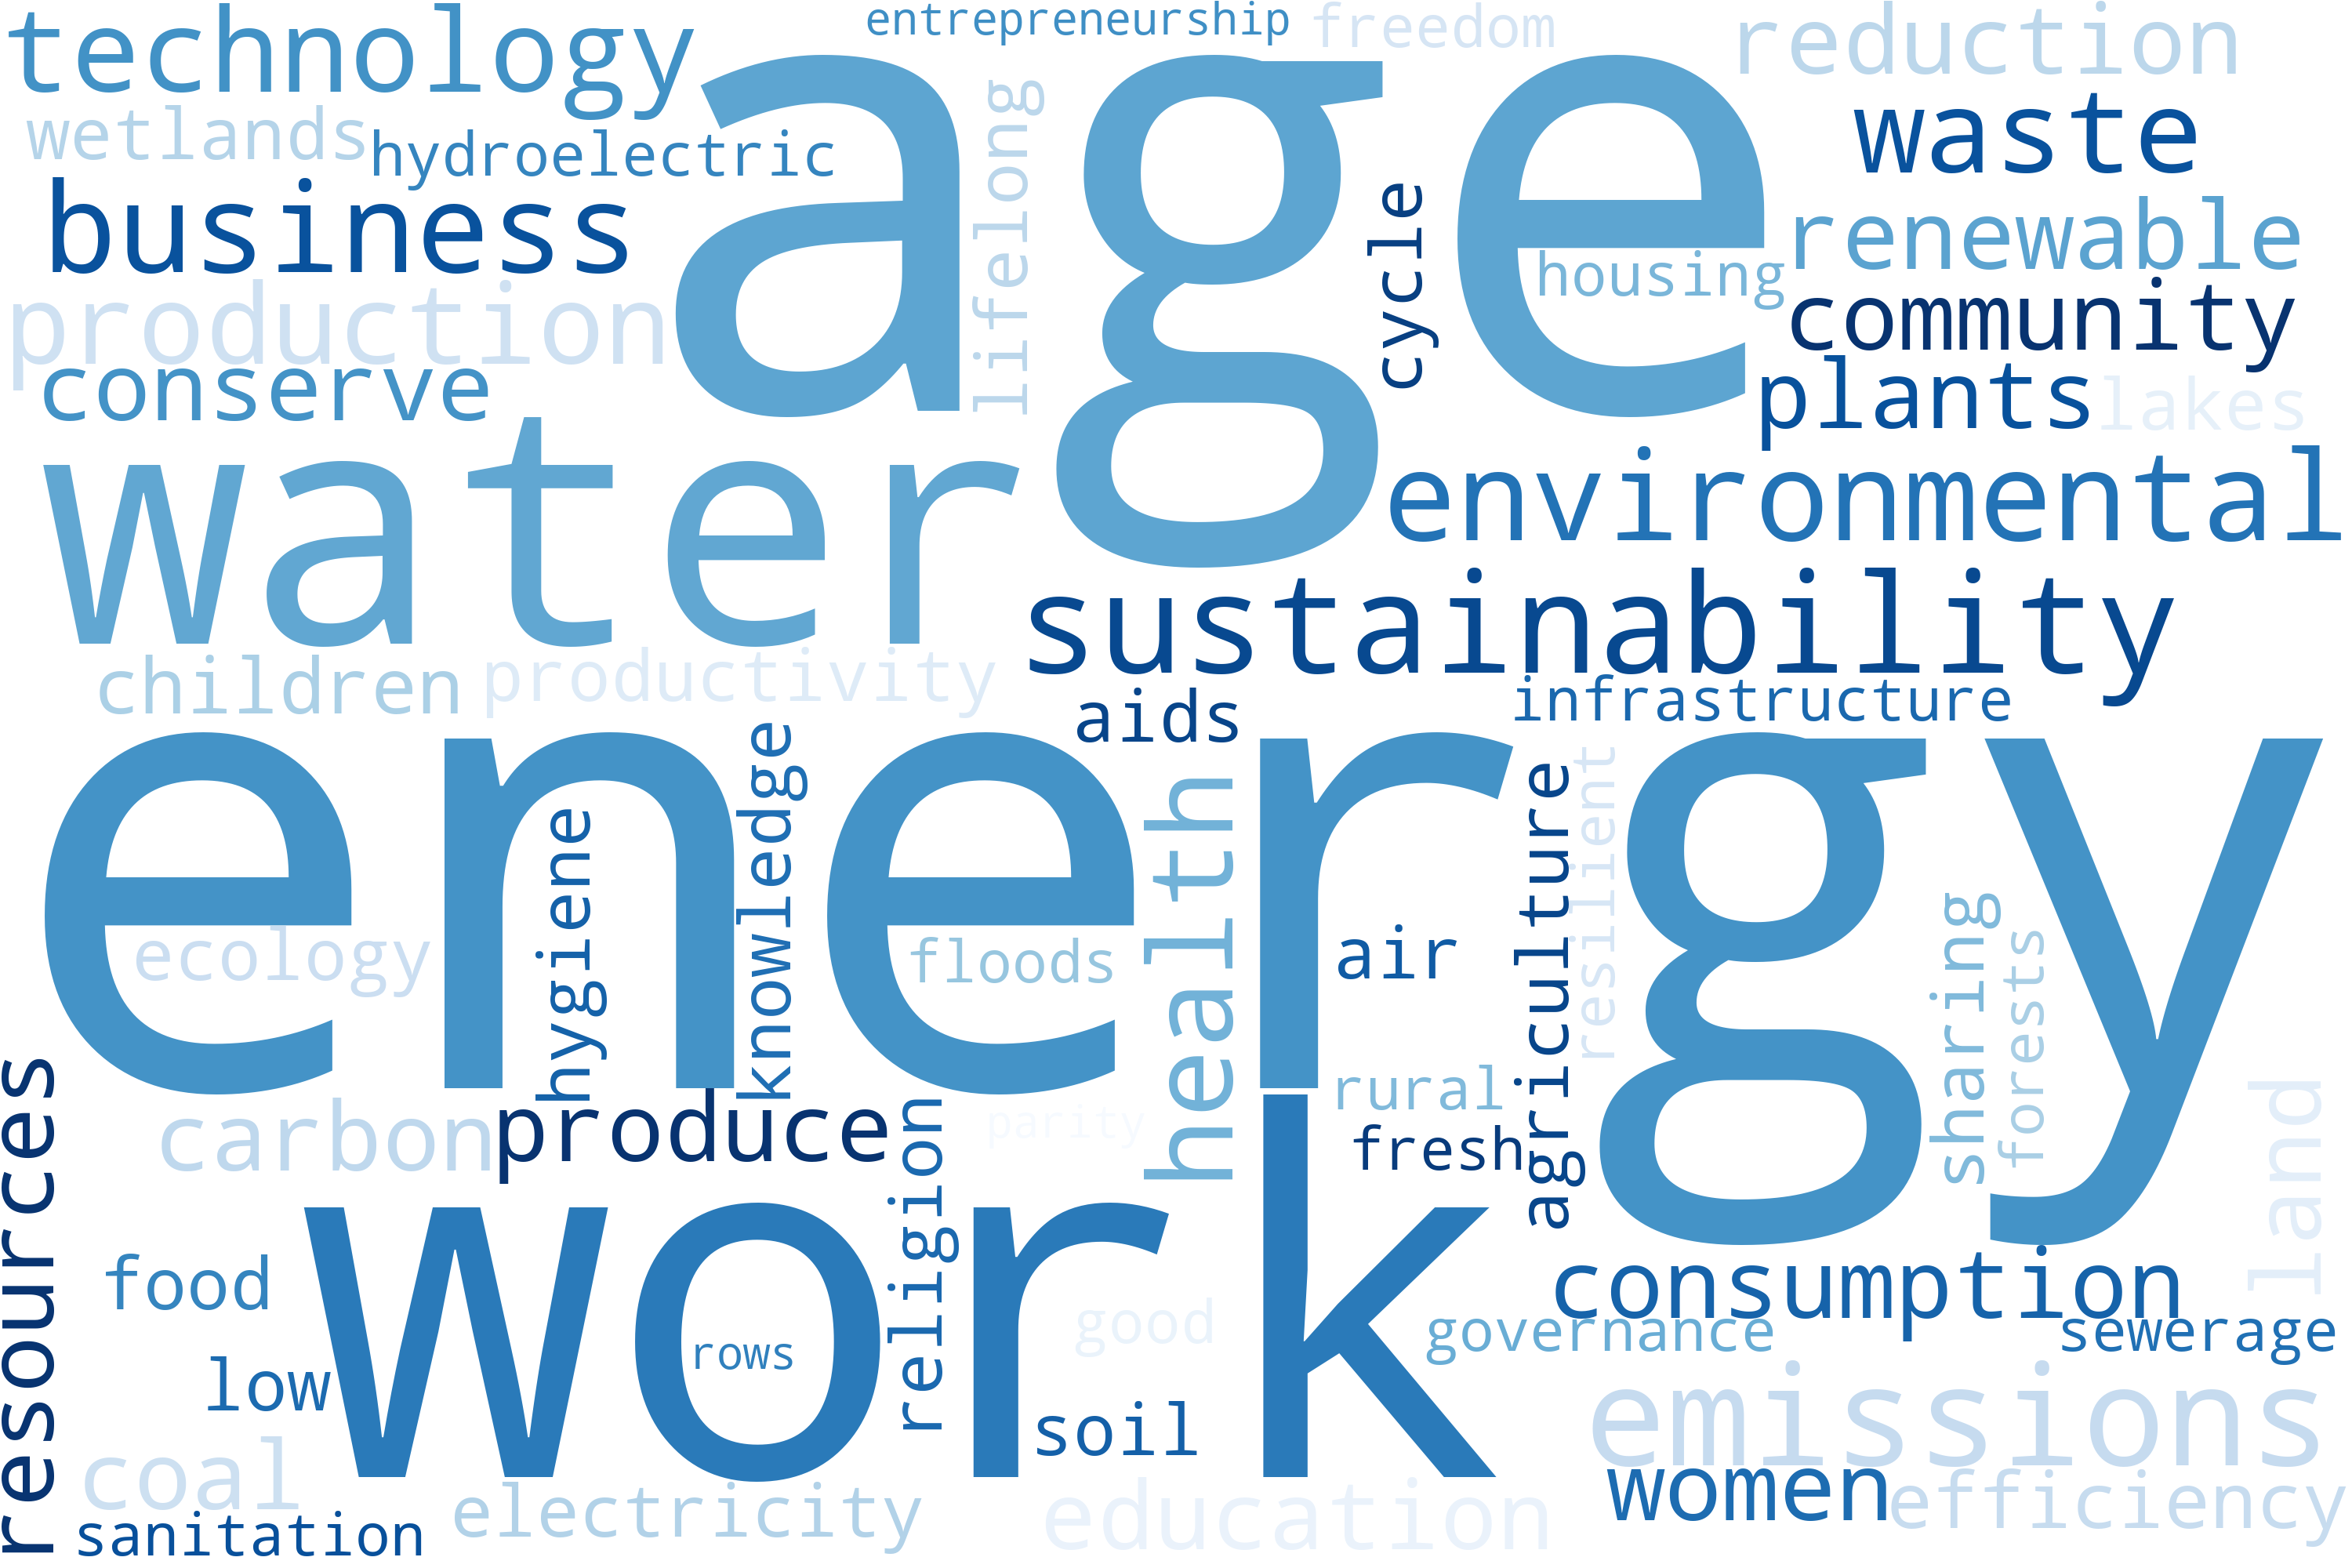 technology
entrepreneurship
freedom
reduction
age
wetlands
hydroelectric
lifelong
waste
business
cycle
renewable
housing
production
community
conserve
plants
lakes
water
environmental
sustainability
children
productivity
aids
infrastructure
energy
knowledge
hygiene
health
agriculture
resilient
ecology
floods
air
sharing
forests
resources
carbon
produce
religion
parity
rural
fresh
land
work
food
good
consumption
governance
sewerage
low
rows
soil
emissions
coal
women
efficiency
sanitation
electricity
education